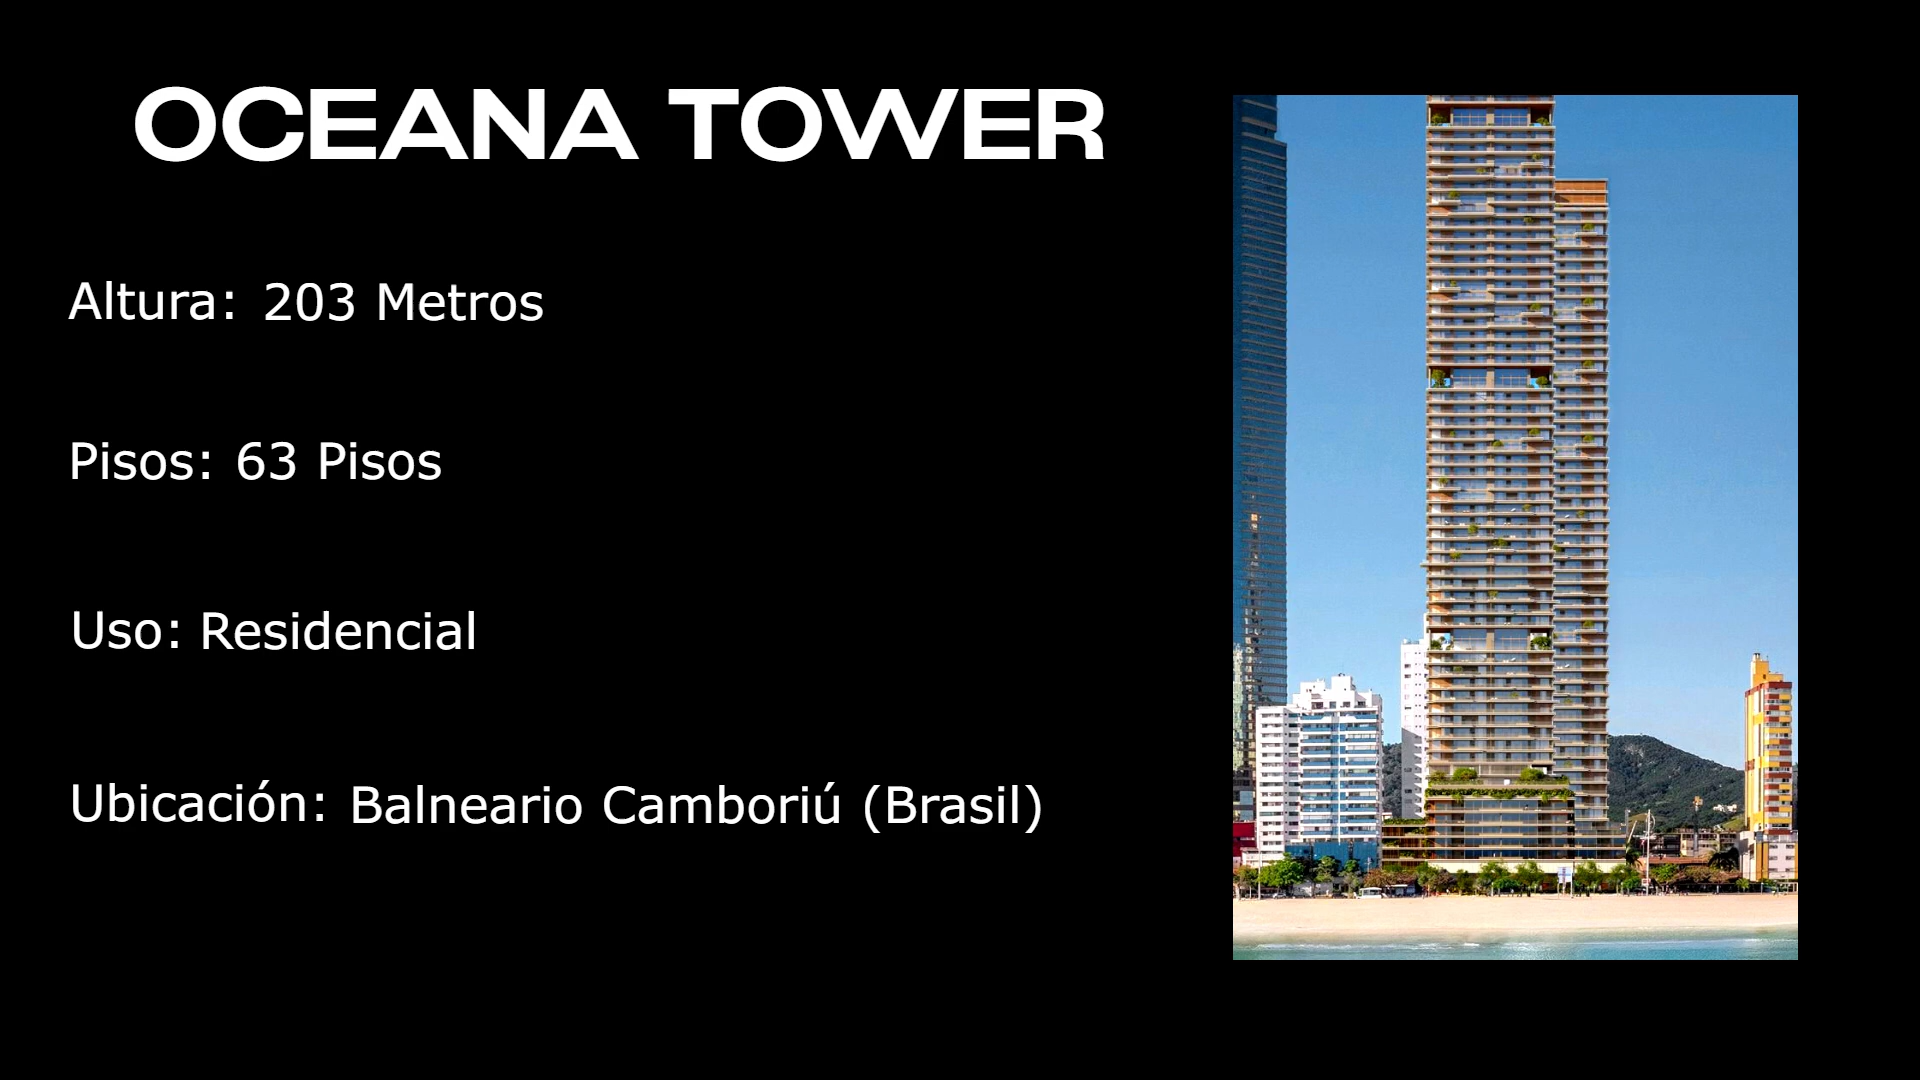 OCEANA TOWER
Altura: 203 Metros
Pisos: 63 Pisos
Uso: Residencial
Ubicación: Balneario Camboriú (Brasil)